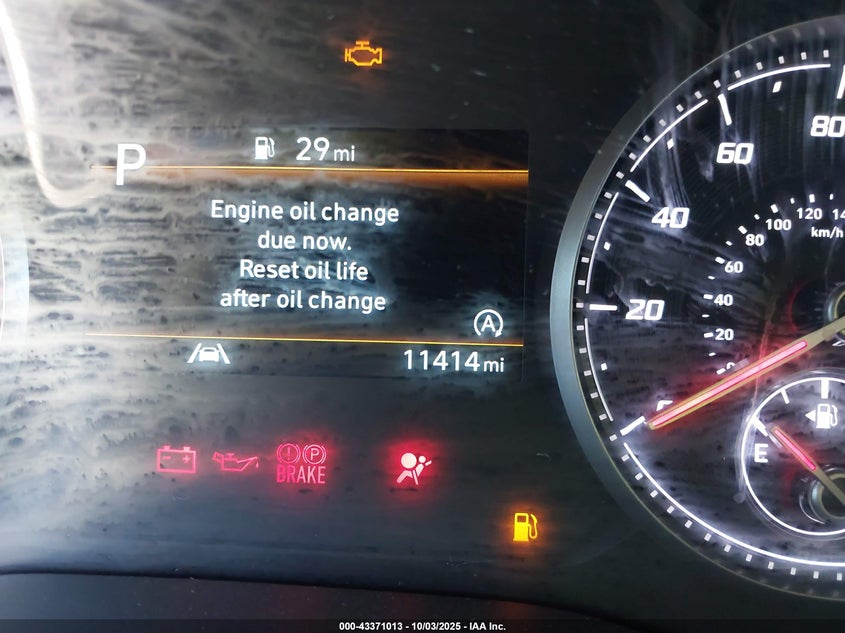 P
29 mi
Engine oil change
due now.
Reset oil life
after oil change
A
11414 mi
BRAKE
P
80
60
40
20
120
100
80
60
40
20
km/h
E
000-43371013 - 10/03/2025 - IAA Inc.